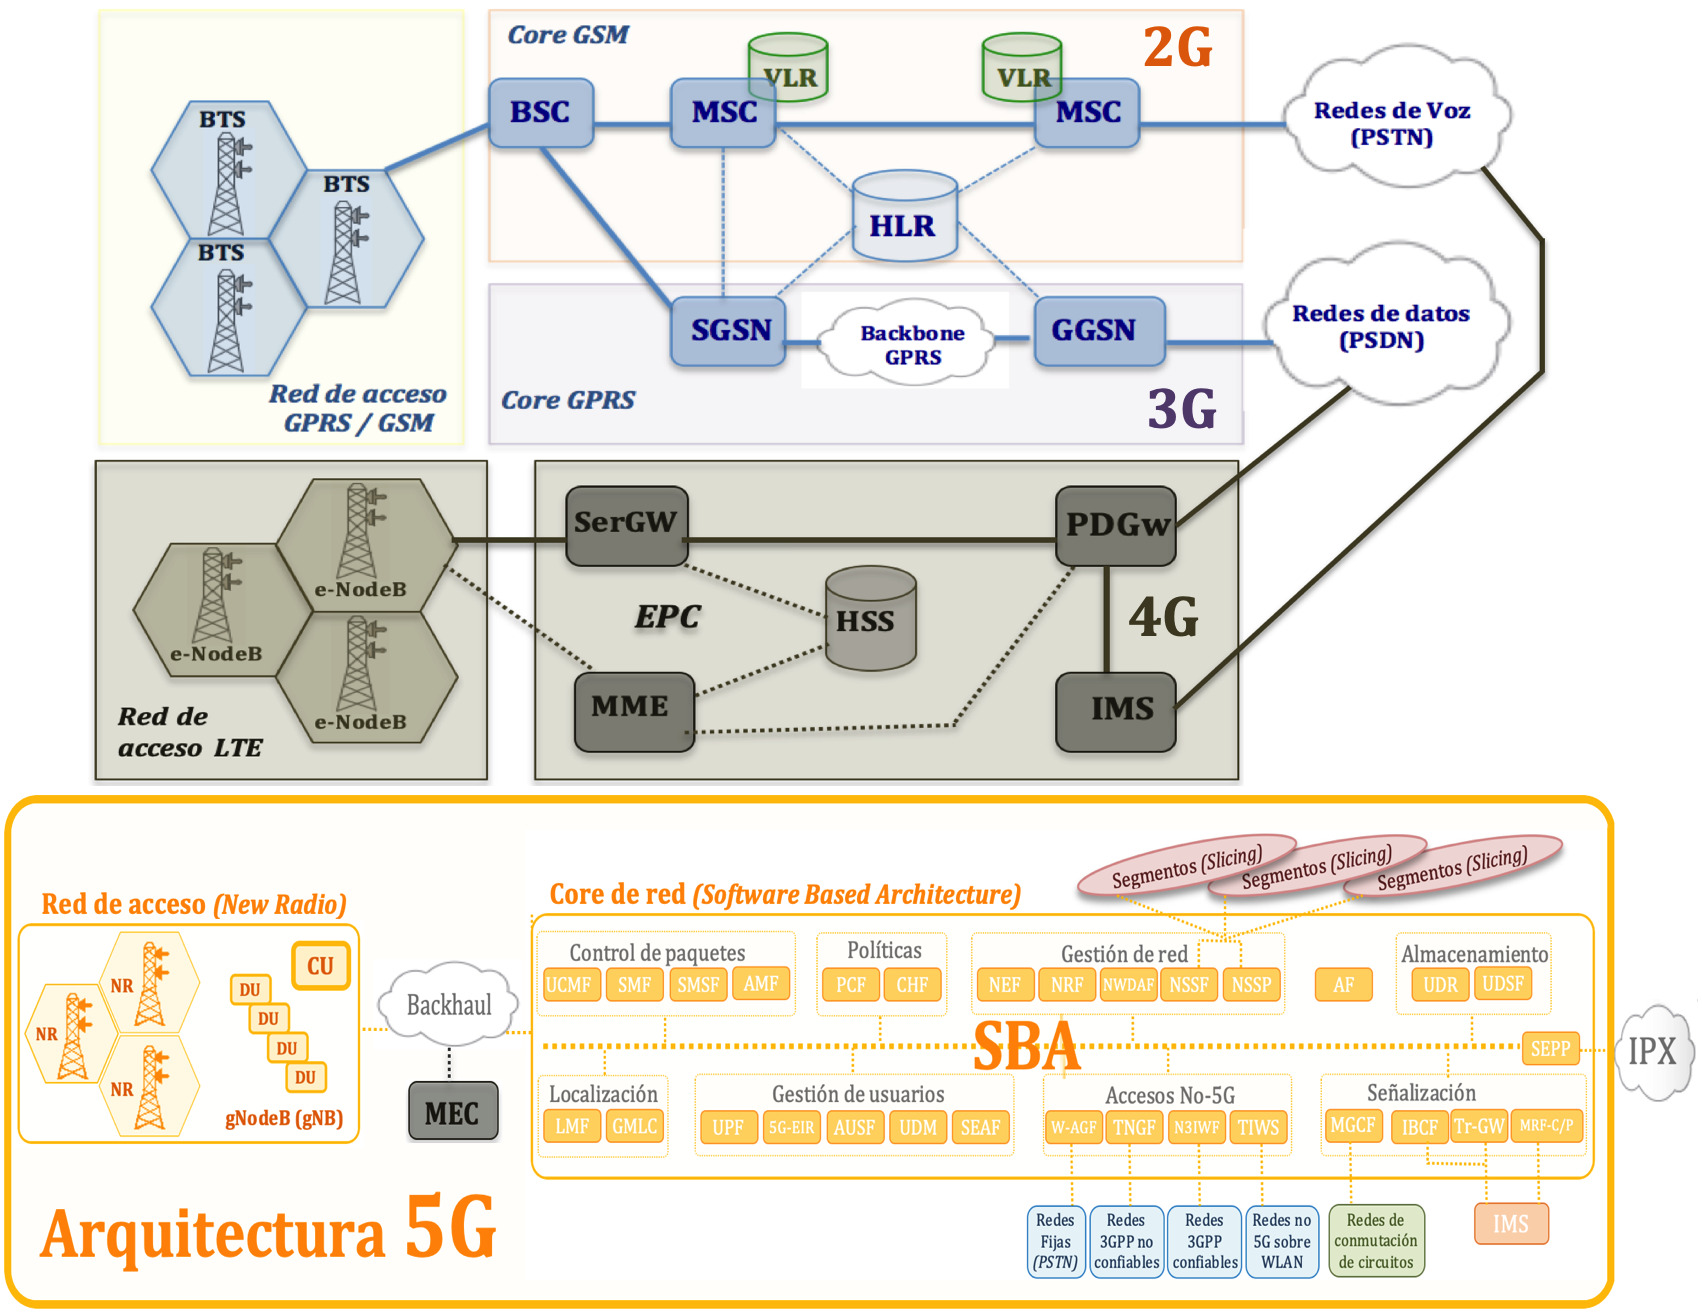 Core GSM
2G
VLR
VLR
BTS
BSC
MSC
MSC
Redes de Voz
(PSTN)
BTS
HLR
BTS
SGSN
Backbone
GPRS
GGSN
Redes de datos
(PSDN)
Red de acceso
GPRS / GSM
Core GPRS
3G
SerGW
PDGw
e-NodeB
EPC
HSS
4G
e-NodeB
MME
IMS
Red de
acceso LTE
e-NodeB
Segmentos (Slicing)
Segmentos (Slicing)
Segmentos (Slicing)
Red de acceso (New Radio)
Core de red (Software Based Architecture)
NR
NR
NR
CU
DU
DU
DU
DU
gNodeB (gNB)
Backhaul
MEC
Control de paquetes
UCMF
SMF
SMSF
AMF
Políticas
PCF
CHF
Gestión de red
NEF
NRF
NWDAF
NSSF
NSSP
AF
Almacenamiento
UDR
UDSF
SBA
SEPP
IPX
Localización
LMF
GMLC
Gestión de usuarios
UPF
5G-EIR
AUSF
UDM
SEAF
Accesos No-5G
W-AGF
TNGF
N3IWF
TIWS
Señalización
MGCF
IBCF
Tr-GW
MRF-C/P
Arquitectura 5G
Redes
Fijas
(PSTN)
Redes
3GPP no
confiables
Redes
3GPP
confiables
Redes no
5G sobre
WLAN
Redes de
conmutación
de circuitos
IMS